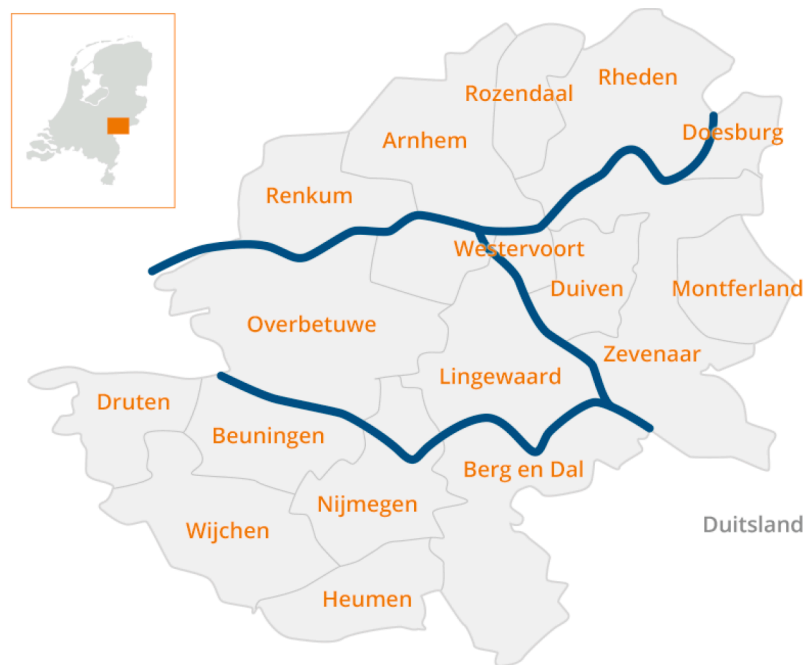 Rheden
Rozendaal
Doesburg
Arnhem
Renkum
Westervoort
Duiven
Montferland
Overbetuwe
Zevenaar
Lingewaard
Druten
Beuningen
Berg en Dal
Nijmegen
Duitsland
Wijchen
Heumen